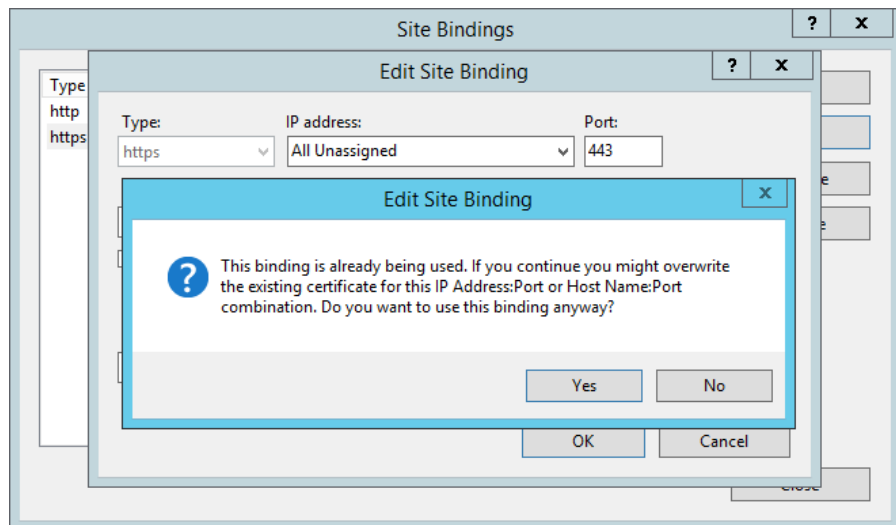 Site Bindings
? x
Edit Site Binding
? x
Type
http
https
Type:
IP address:
Port:
https
All Unassigned
443
Edit Site Binding
x
This binding is already being used. If you continue you might overwrite
the existing certificate for this IP Address:Port or Host Name:Port
combination. Do you want to use this binding anyway?
Yes
No
OK
Cancel